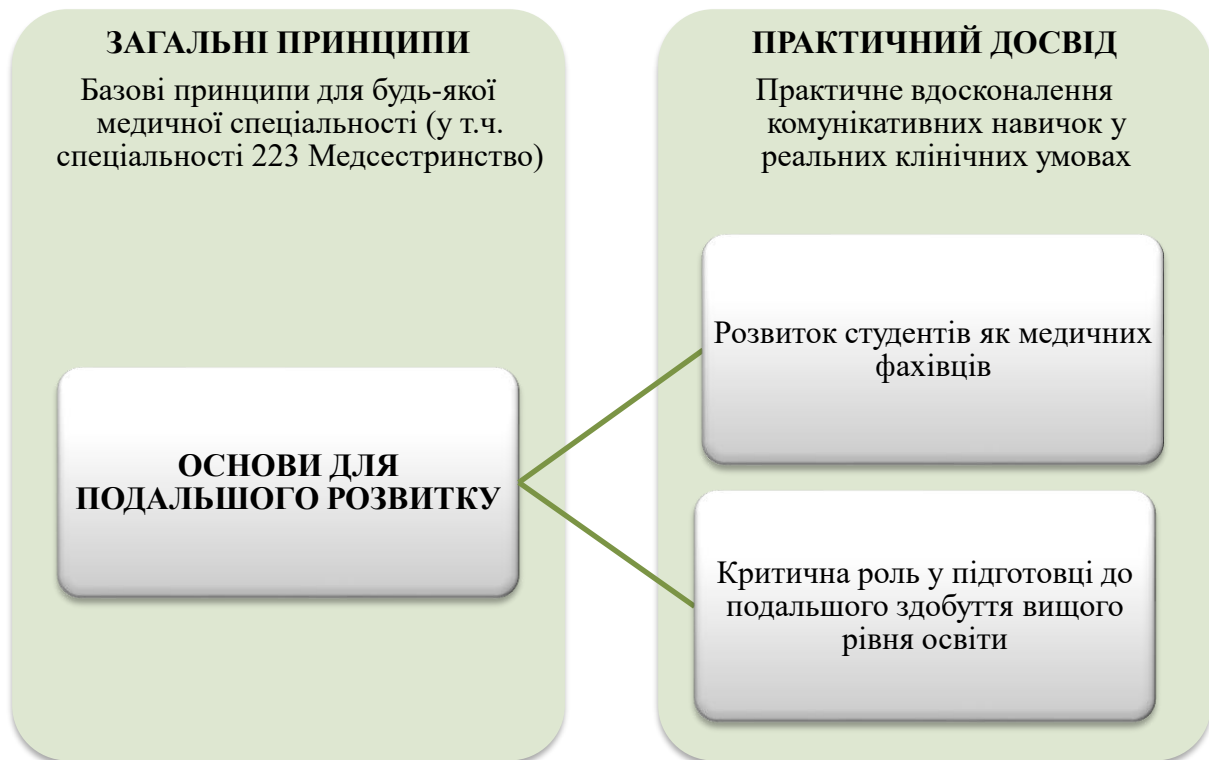 ЗАГАЛЬНІ ПРИНЦИПИ
Базові принципи для будь-якої
медичної спеціальності (у т.ч.
спеціальності 223 Медсестринство)
ОСНОВИ ДЛЯ
ПОДАЛЬШОГО РОЗВИТКУ
ПРАКТИЧНИЙ ДОСВІД
Практичне вдосконалення
комунікативних навичок у
реальних клінічних умовах
Розвиток студентів як медичних
фахівців
Критична роль у підготовці до
подальшого здобуття вищого
рівня освіти